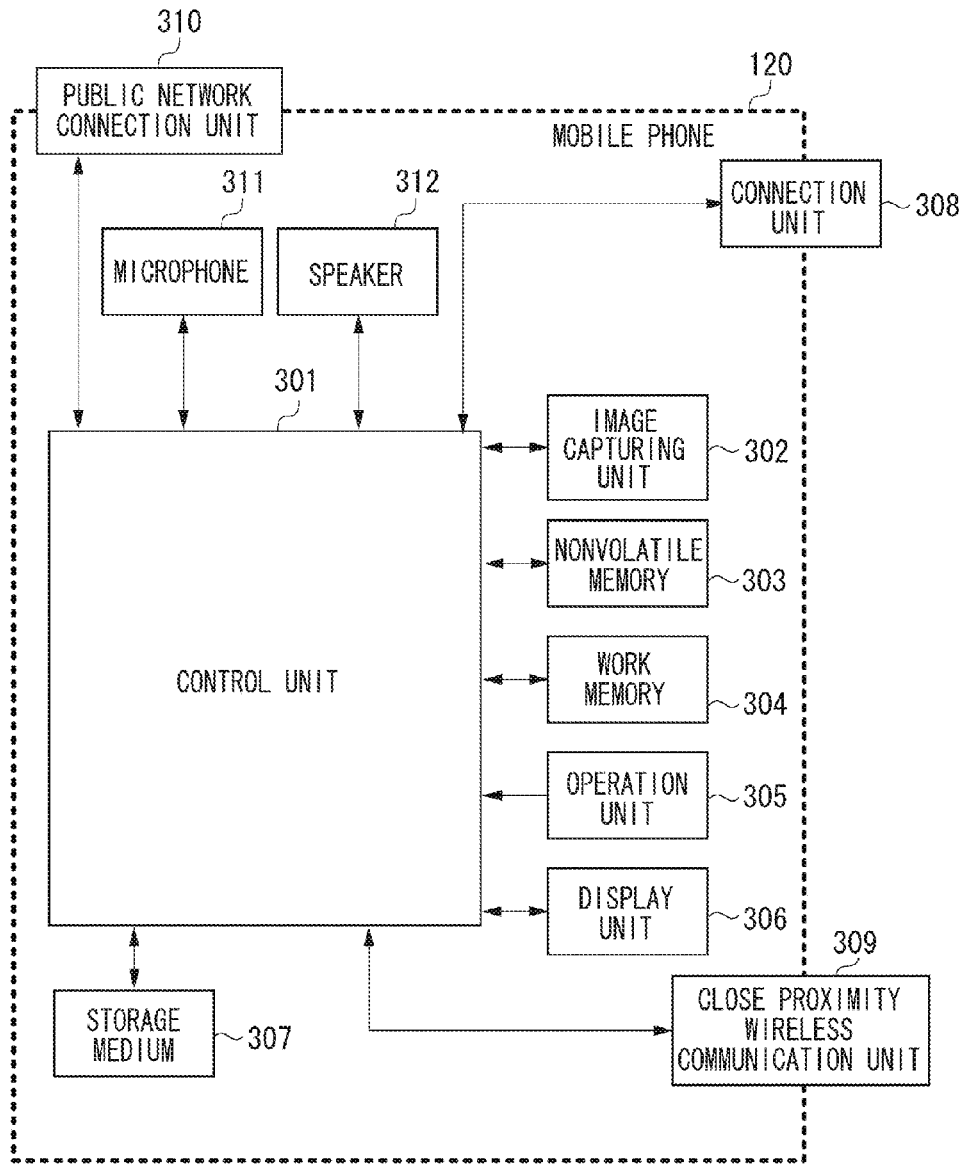 310
PUBLIC NETWORK
CONNECTION UNIT
120
MOBILE PHONE
CONNECTION
UNIT
308
311
MICROPHONE
312
SPEAKER
301
CONTROL UNIT
IMAGE
CAPTURING
UNIT
302
NONVOLATILE
MEMORY
303
WORK
MEMORY
304
OPERATION
UNIT
305
DISPLAY
UNIT
306
STORAGE
MEDIUM
307
309
CLOSE PROXIMITY
WIRELESS
COMMUNICATION UNIT